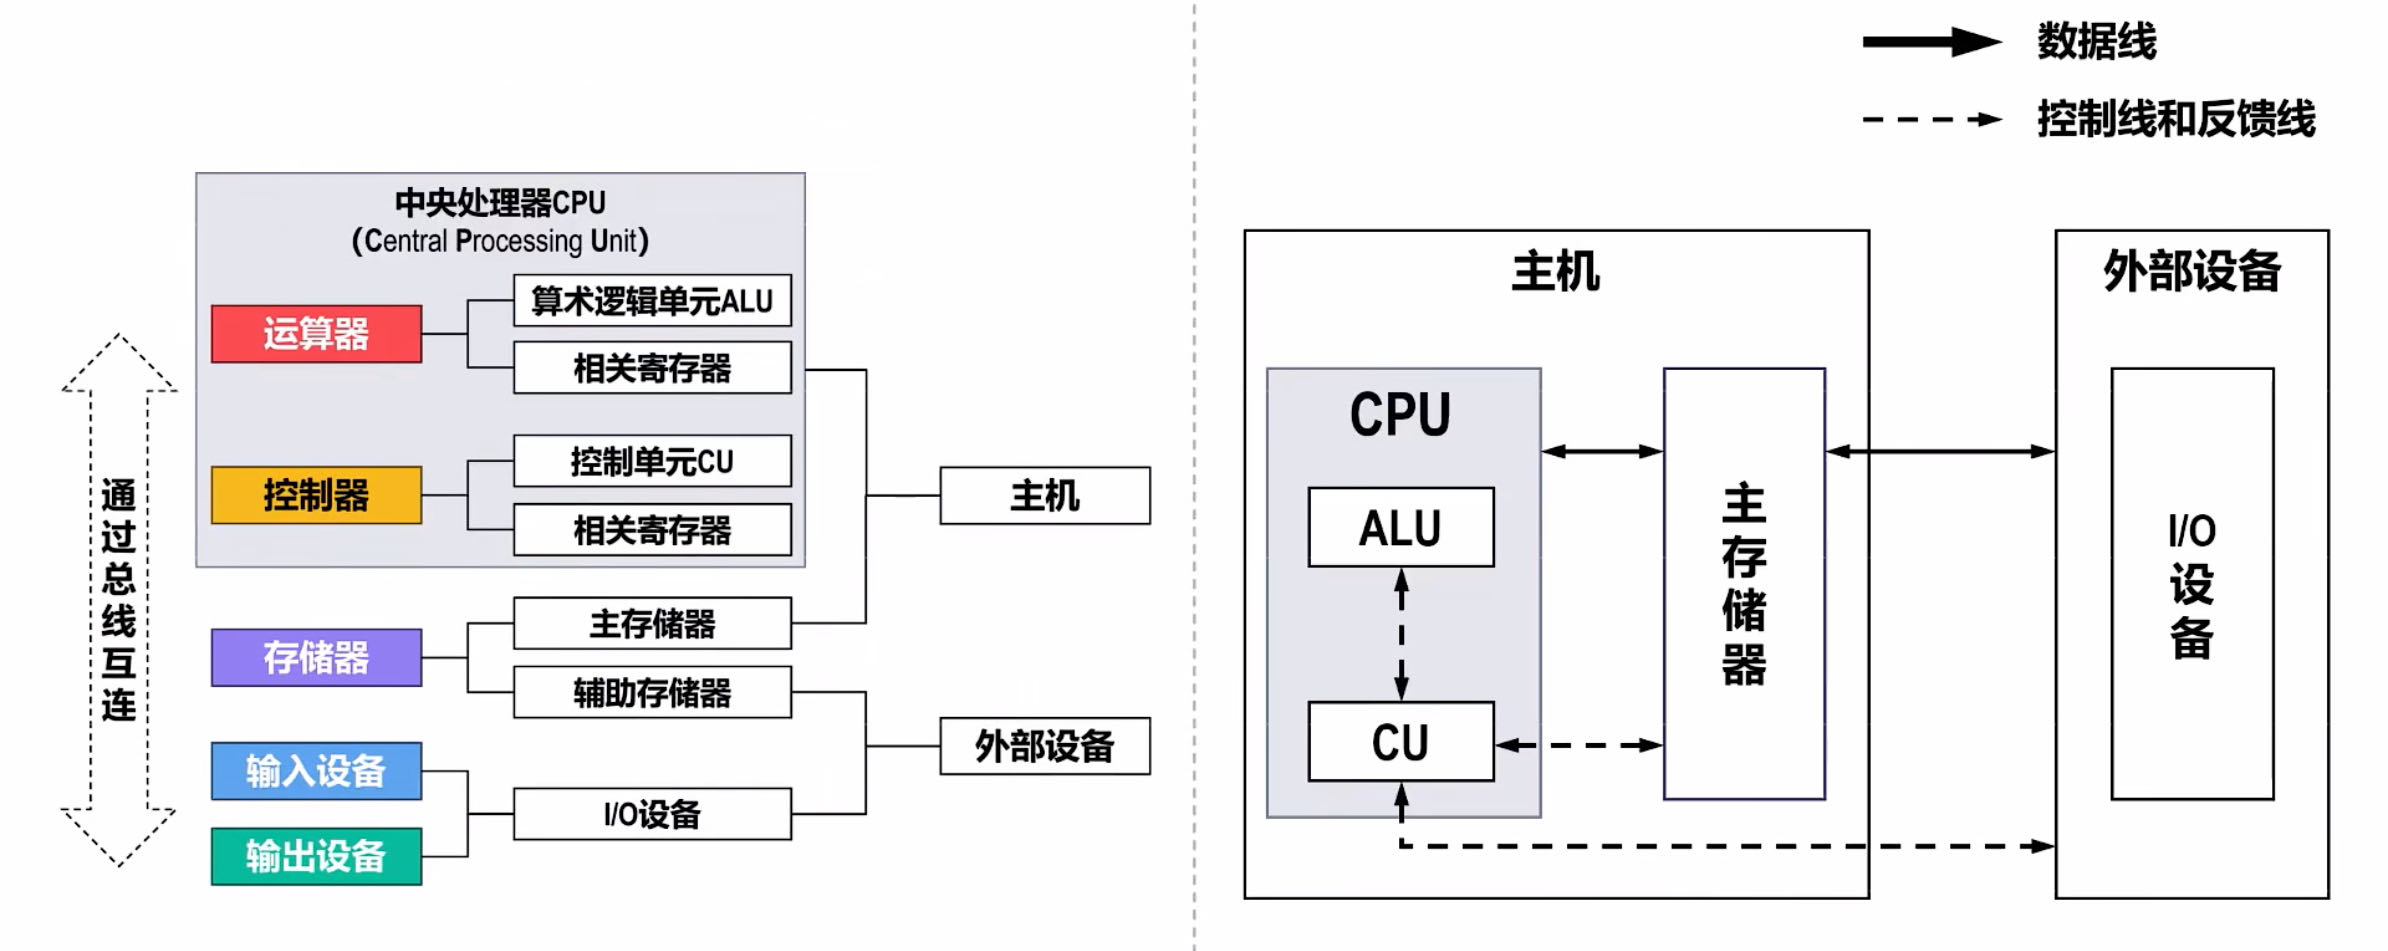 中央处理器CPU
(Central Processing Unit)
运算器
算术逻辑单元ALU
相关寄存器
控制器
控制单元CU
相关寄存器
存储器
主存储器
辅助存储器
输入设备
输出设备
I/O设备
主机
外部设备
通过总线互连
数据线
控制线和反馈线
主机
CPU
ALU
CU
主存储器
外部设备
I/O设备